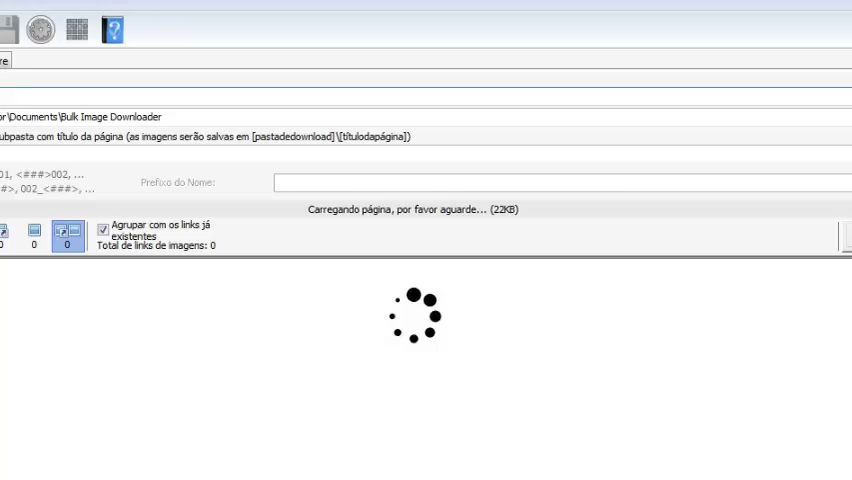 re
or\Documents\Bulk Image Downloader
ubpasta com título da página (as imagens serão salvas em [pastadedownload]\[títulodapágina])
01, <###>002, ...
#>, 002_<###>, ...
Prefixo do Nome:
Carregando página, por favor aguarde... (22KB)
Agrupar com os links já
existentes
0 0 0
Total de links de imagens: 0